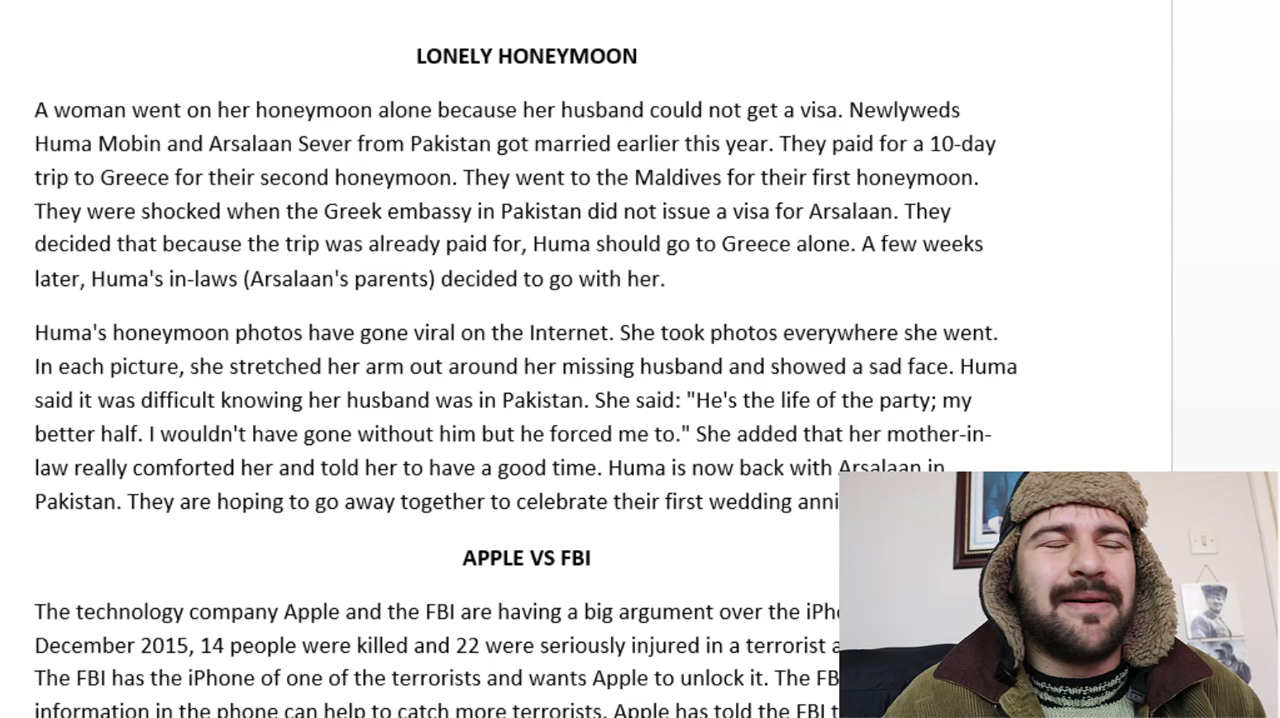 LONELY HONEYMOON
A woman went on her honeymoon alone because her husband could not get a visa. Newlyweds
Huma Mobin and Arsalaan Sever from Pakistan got married earlier this year. They paid for a 10-day
trip to Greece for their second honeymoon. They went to the Maldives for their first honeymoon.
They were shocked when the Greek embassy in Pakistan did not issue a visa for Arsalaan. They
decided that because the trip was already paid for, Huma should go to Greece alone. A few weeks
later, Huma's in-laws (Arsalaan's parents) decided to go with her.
Huma's honeymoon photos have gone viral on the Internet. She took photos everywhere she went.
In each picture, she stretched her arm out around her missing husband and showed a sad face. Huma
said it was difficult knowing her husband was in Pakistan. She said: "He's the life of the party; my
better half. I wouldn't have gone without him but he forced me to." She added that her mother-in-
law really comforted her and told her to have a good time. Huma is now back with Arsalaan in
Pakistan. They are hoping to go away together to celebrate their first wedding
APPLE VS FBI
The technology company Apple and the FBI are having a big argument over the
December 2015, 14 people were killed and 22 were seriously injured in a terrorist
The FBI has the iPhone of one of the terrorists and wants Apple to unlock it. The
information in the phone can help to catch more terrorists. Apple has told the FBI